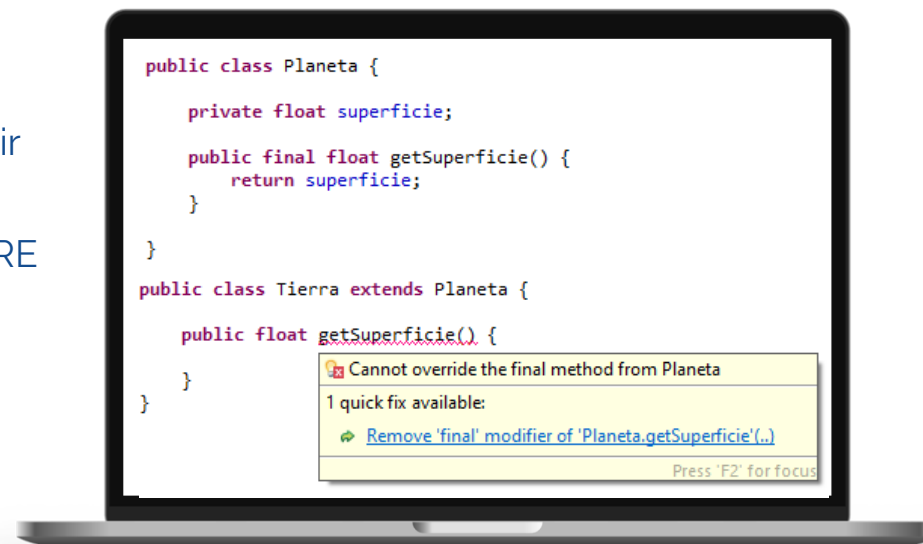 ir
RE
public class Planeta {
private float superficie;
public final float getSuperficie() {
return superficie;
}
}
public class Tierra extends Planeta {
public float getSuperficie() {
}
}
Cannot override the final method from Planeta
1 quick fix available:
Remove 'final' modifier of 'Planeta.getSuperficie'(..)
Press 'F2' for focus